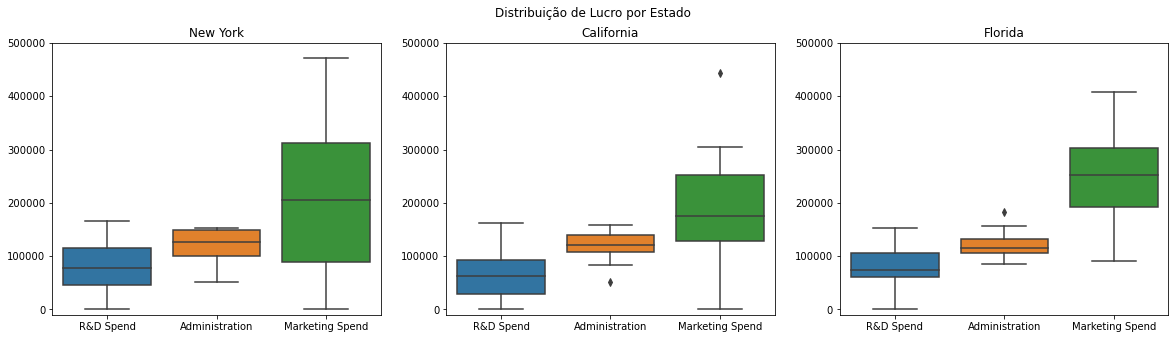 Distribuição de Lucro por Estado
New York
500000
400000
300000
200000
100000
0
R&D Spend Administration Marketing Spend
California
500000
400000
300000
200000
100000
0
R&D Spend Administration Marketing Spend
Florida
500000
400000
300000
200000
100000
0
R&D Spend Administration Marketing Spend